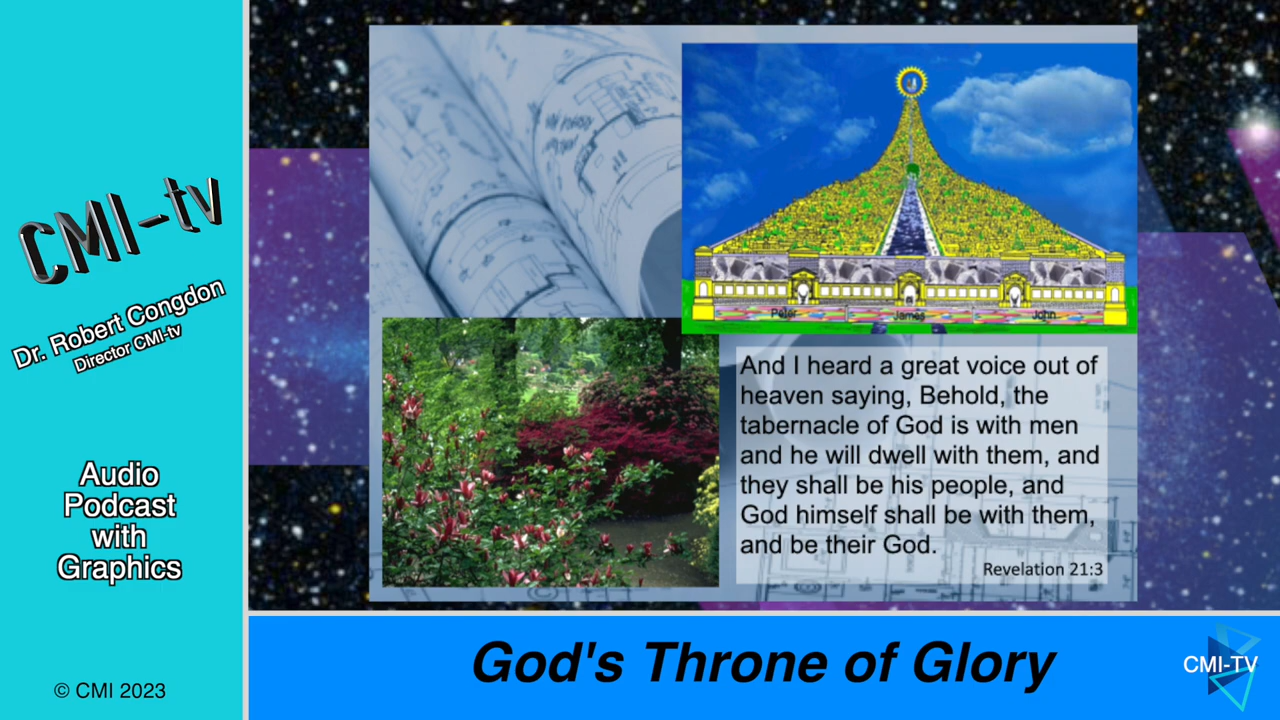 CMI-tv
Dr. Robert Congdon
Director CMI-tv
Audio
Podcast
with
Graphics
© CMI 2023
Peter
James
John
And I heard a great voice out of
heaven saying, Behold, the
tabernacle of God is with men
and he will dwell with them, and
they shall be his people, and
God himself shall be with them,
and be their God.
Revelation 21:3
God's Throne of Glory
CMI-TV